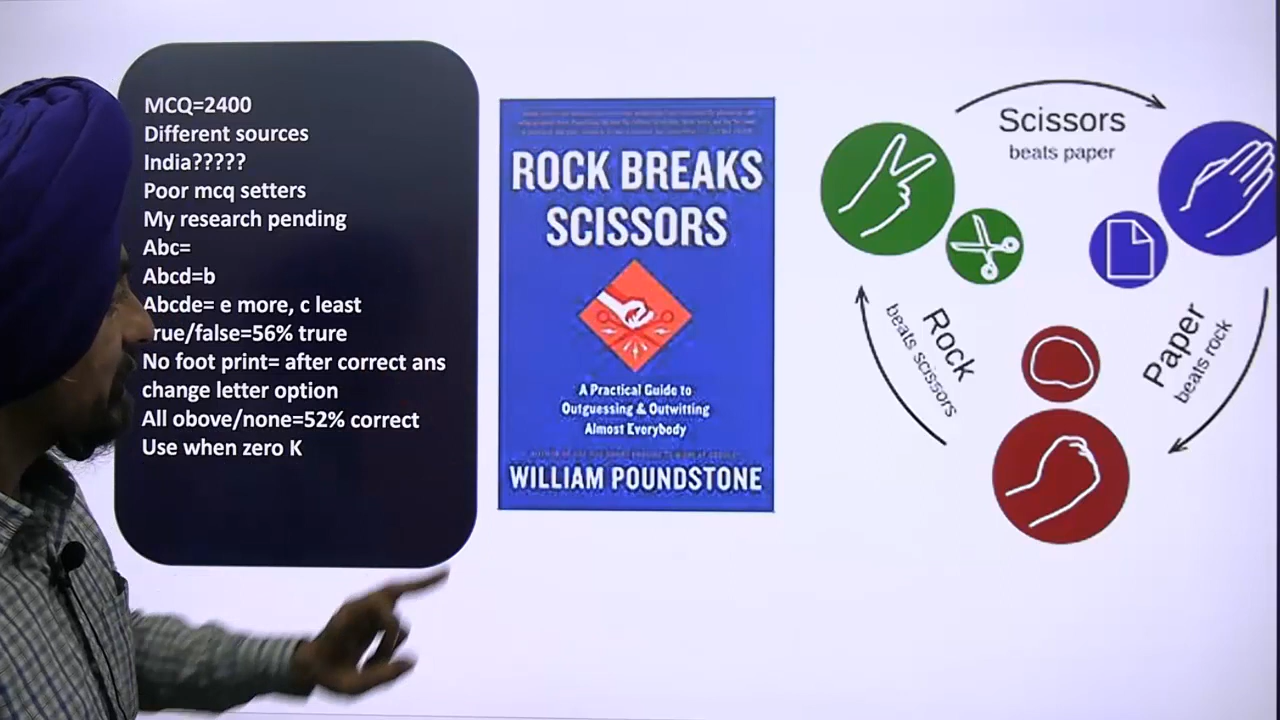 MCQ=2400
Different sources
India?????
Poor mcq setters
My research pending
Abc=
Abcd=b
Abcde= e more, c least
rue/false=56% trure
No foot print= after correct ans
change letter option
All obove/none=52% correct
Use when zero K
ROCK BREAKS
SCISSORS
A Practical Guide to
Outguessing & Outwitting
Almost Everybody
WILLIAM POUNDSTONE
Scissors
beats paper
Rock
beats scissors
Paper
beats rock